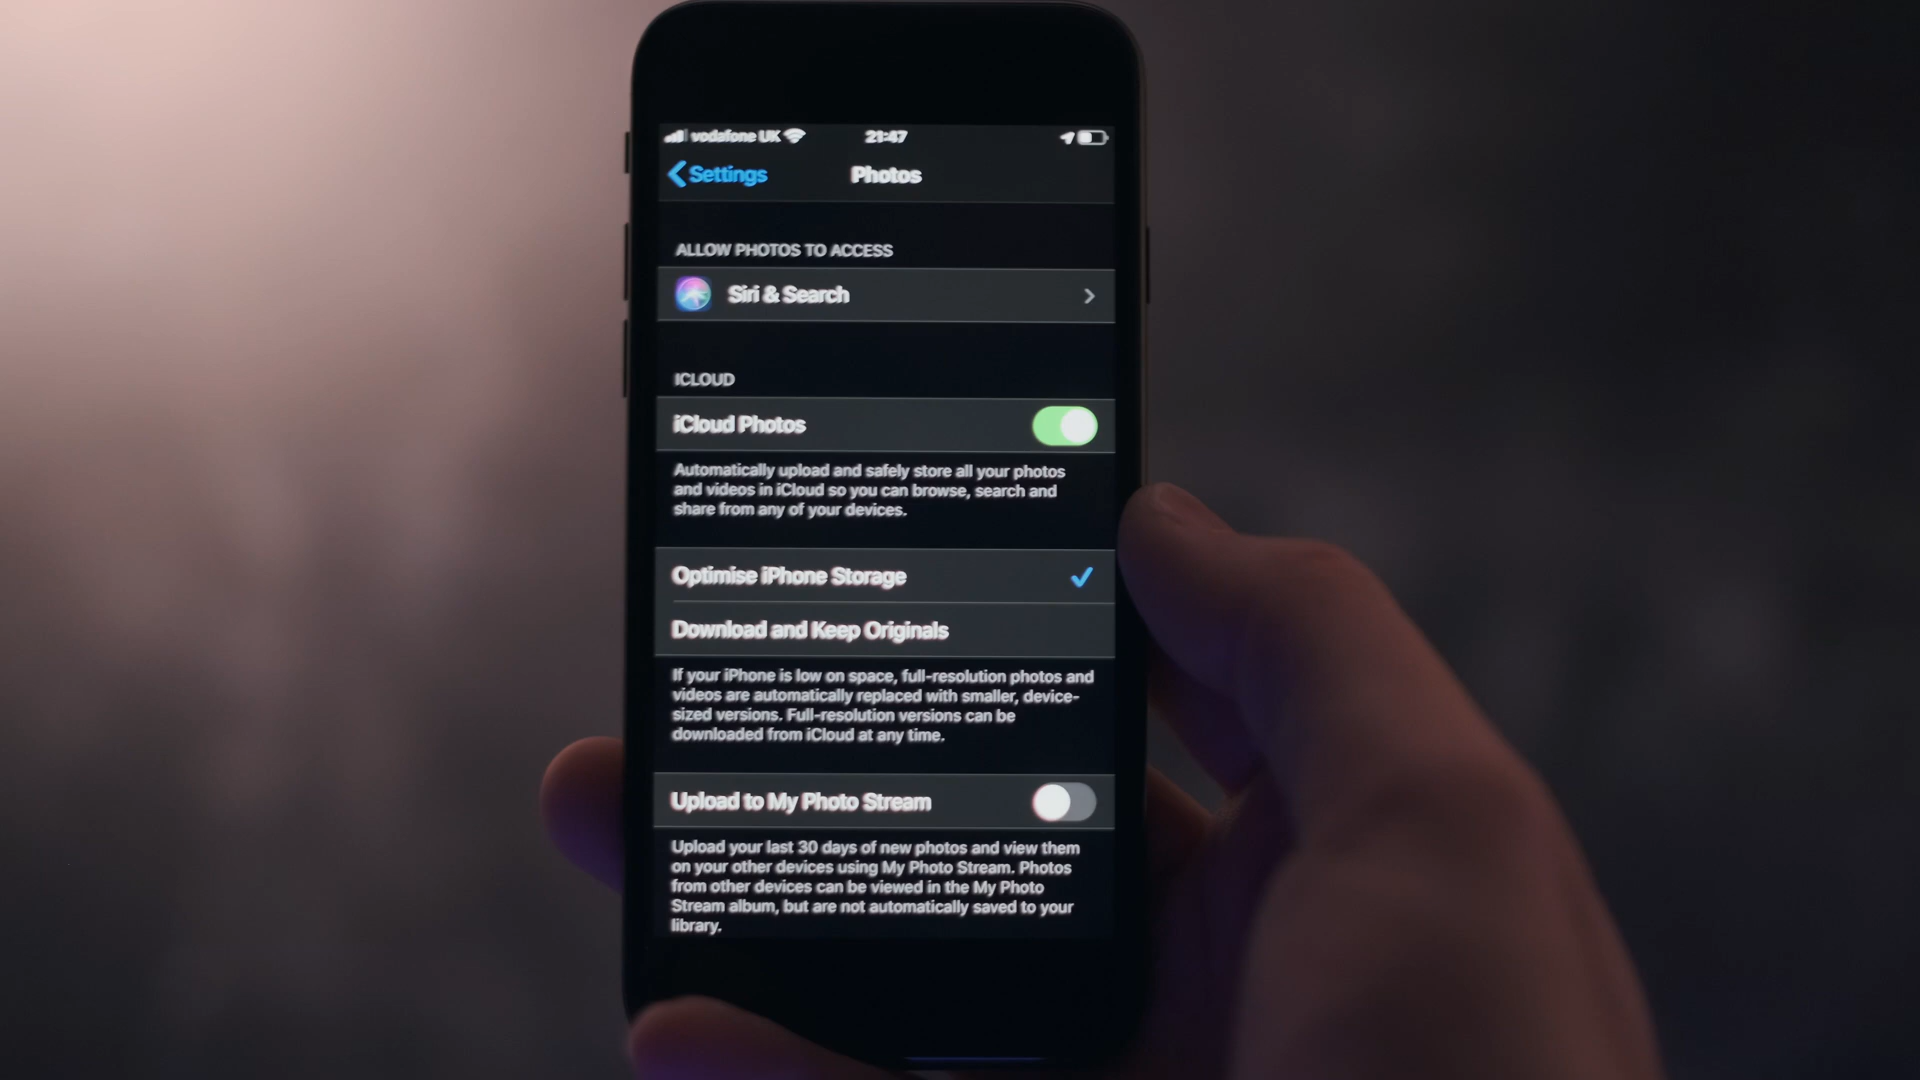 vodafone UK 21:47
Settings Photos
ALLOW PHOTOS TO ACCESS
Siri & Search
ICLOUD
iCloud Photos
Automatically upload and safely store all your photos
and videos in iCloud so you can browse, search and
share from any of your devices.
Optimise iPhone Storage
Download and Keep Originals
If your iPhone is low on space, full-resolution photos and
videos are automatically replaced with smaller, device-
sized versions. Full-resolution versions can be
downloaded from iCloud at any time.
Upload to My Photo Stream
Upload your last 30 days of new photos and view them
on your other devices using My Photo Stream. Photos
from other devices can be viewed in the My Photo
Stream album, but are not automatically saved to your
library.